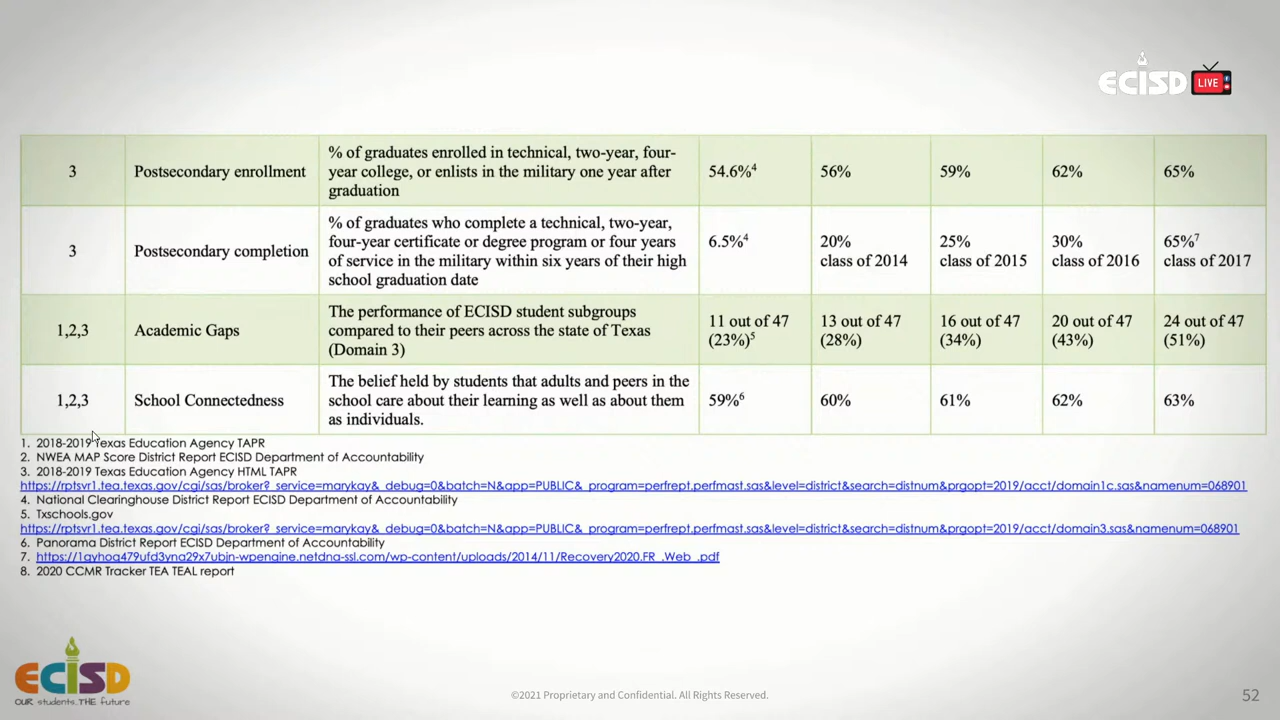 ECISD LIVE
3 Postsecondary enrollment % of graduates enrolled in technical, two-year, four-
year college, or enlists in the military one year after
graduation 54.6%4 56% 59% 62% 65%
3 Postsecondary completion % of graduates who complete a technical, two-year,
four-year certificate or degree program or four years
of service in the military within six years of their high
school graduation date 6.5%4 20%
class of 2014 25%
class of 2015 30%
class of 2016 65%7
class of 2017
1,2,3 Academic Gaps The performance of ECISD student subgroups
compared to their peers across the state of Texas
(Domain 3) 11 out of 47
(23%)5 13 out of 47
(28%) 16 out of 47
(34%) 20 out of 47
(43%) 24 out of 47
(51%)
1,2,3 School Connectedness The belief held by students that adults and peers in the
school care about their learning as well as about them
as individuals. 59%6 60% 61% 62% 63%
1. 2018-2019 Texas Education Agency TAPR
2. NWEA MAP Score District Report ECISD Department of Accountability
3. 2018-2019 Texas Education Agency HTML TAPR
https://rptsvr1.tea.texas.gov/cgi/sas/broker?_service=marykay&_debug=0&batch=N&app=PUBLIC&_program=perfrept.perfmast.sas&level=district&search=distnum&prgopt=2019/acct/domain1c.sas&namenum=068901
4. National Clearinghouse District Report ECISD Department of Accountability
5. Txschools.gov
https://rptsvr1.tea.texas.gov/cgi/sas/broker?_service=marykay&_debug=0&batch=N&app=PUBLIC&_program=perfrept.perfmast.sas&level=district&search=distnum&prgopt=2019/acct/domain3.sas&namenum=068901
6. Panorama District Report ECISD Department of Accountability
7. https://1gyhoq479ufd3yna29x7ubjn-wpengine.netdna-ssl.com/wp-content/uploads/2014/11/Recovery2020.FR_.Web_.pdf
8. 2020 CCMR Tracker TEA TEAL report
ECISD
OUR students.THE future
©2021 Proprietary and Confidential. All Rights Reserved.
52